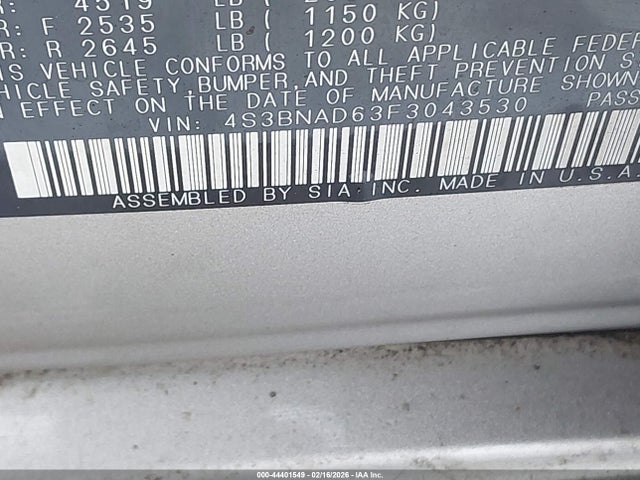 R: 4519 LB (
R: F 2535 LB ( 1150 KG)
R: R 2645 LB ( 1200 KG)
IS VEHICLE CONFORMS TO ALL APPLICABLE FEDER
VEHICLE SAFETY,BUMPER,AND THEFT PREVENTION S
N EFFECT ON THE DATE OF MANUFACTURE SHOWN
VIN: 4S3BNAD63F3043530 PASS
ASSEMBLED BY SIA,INC. MADE IN U.S.A.
000-44401549 - 02/16/2026 - IAA Inc.